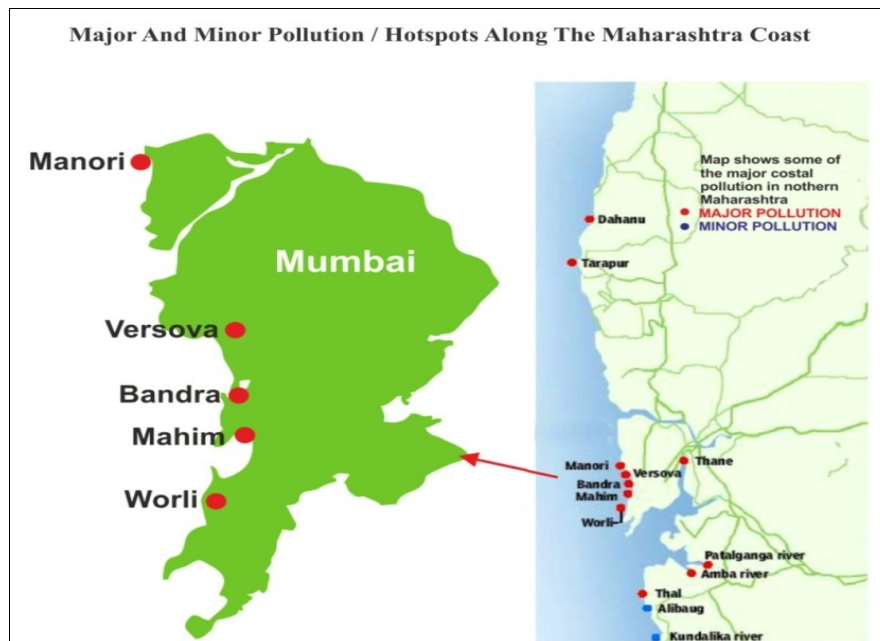 Major And Minor Pollution / Hotspots Along The Maharashtra Coast
Manori
Mumbai
Versova
Bandra
Mahim
Worli
Map shows some of
the major costal
pollution in nothern
Maharashtra
MAJOR POLLUTION
MINOR POLLUTION
Dahanu
Tarapur
Manori
Versova
Thane
Bandra
Mahim
Worli
Patalganga river
Amba river
Thal
Alibaug
Kundalika river